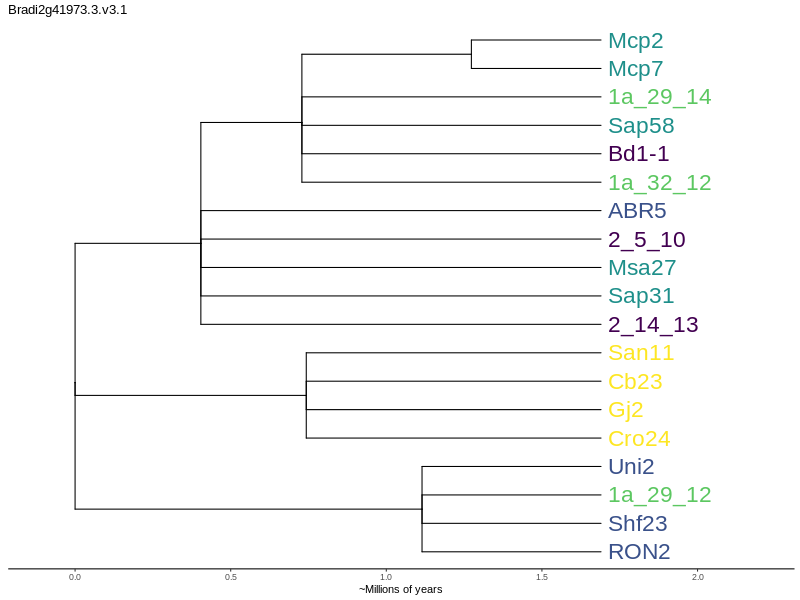 Bradi2g41973.3.v3.1
Mcp2
Mcp7
1a_29_14
Sap58
Bd1-1
1a_32_12
ABR5
2_5_10
Msa27
Sap31
2_14_13
San11
Cb23
Gj2
Cro24
Uni2
1a_29_12
Shf23
RON2
0.0 0.5 1.0 1.5 2.0
~Millions of years